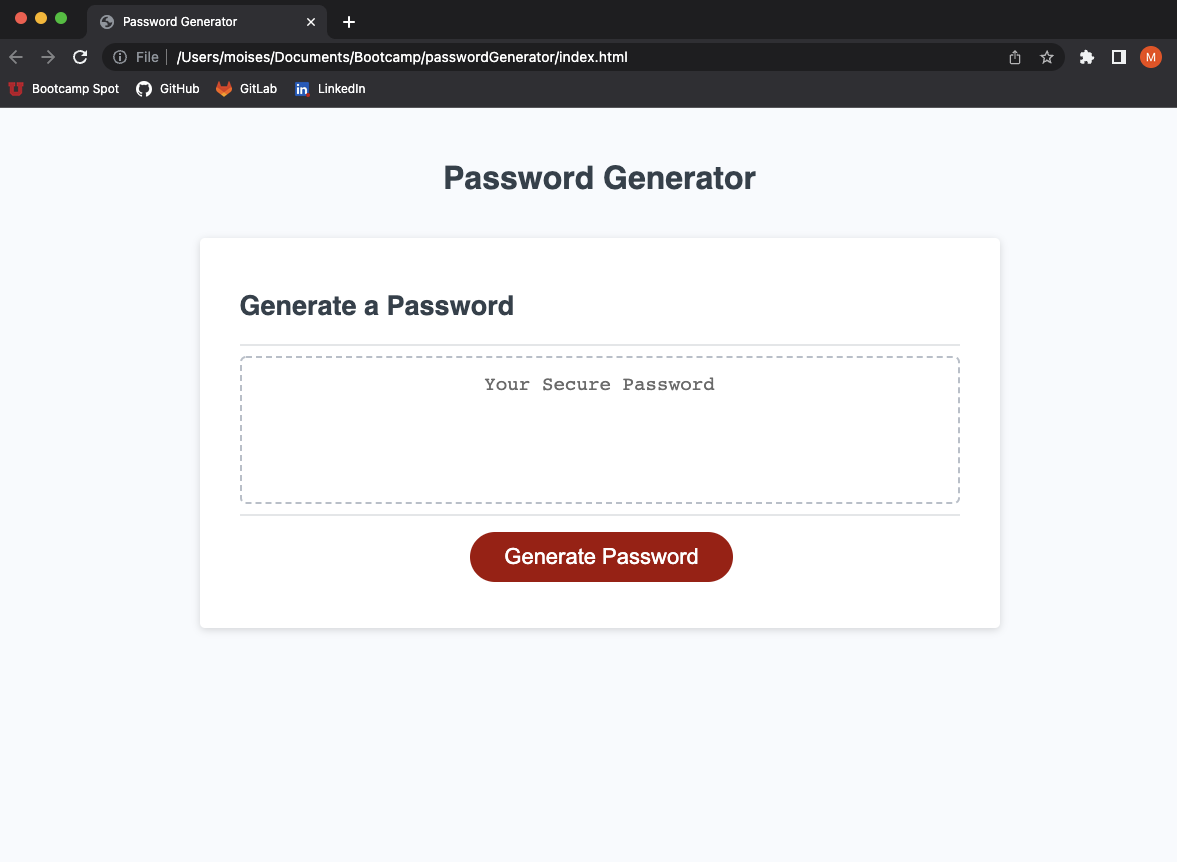 Password Generator
File /Users/moises/Documents/Bootcamp/passwordGenerator/index.html
M
Bootcamp Spot GitHub GitLab in LinkedIn
Password Generator
Generate a Password
Your Secure Password
Generate Password